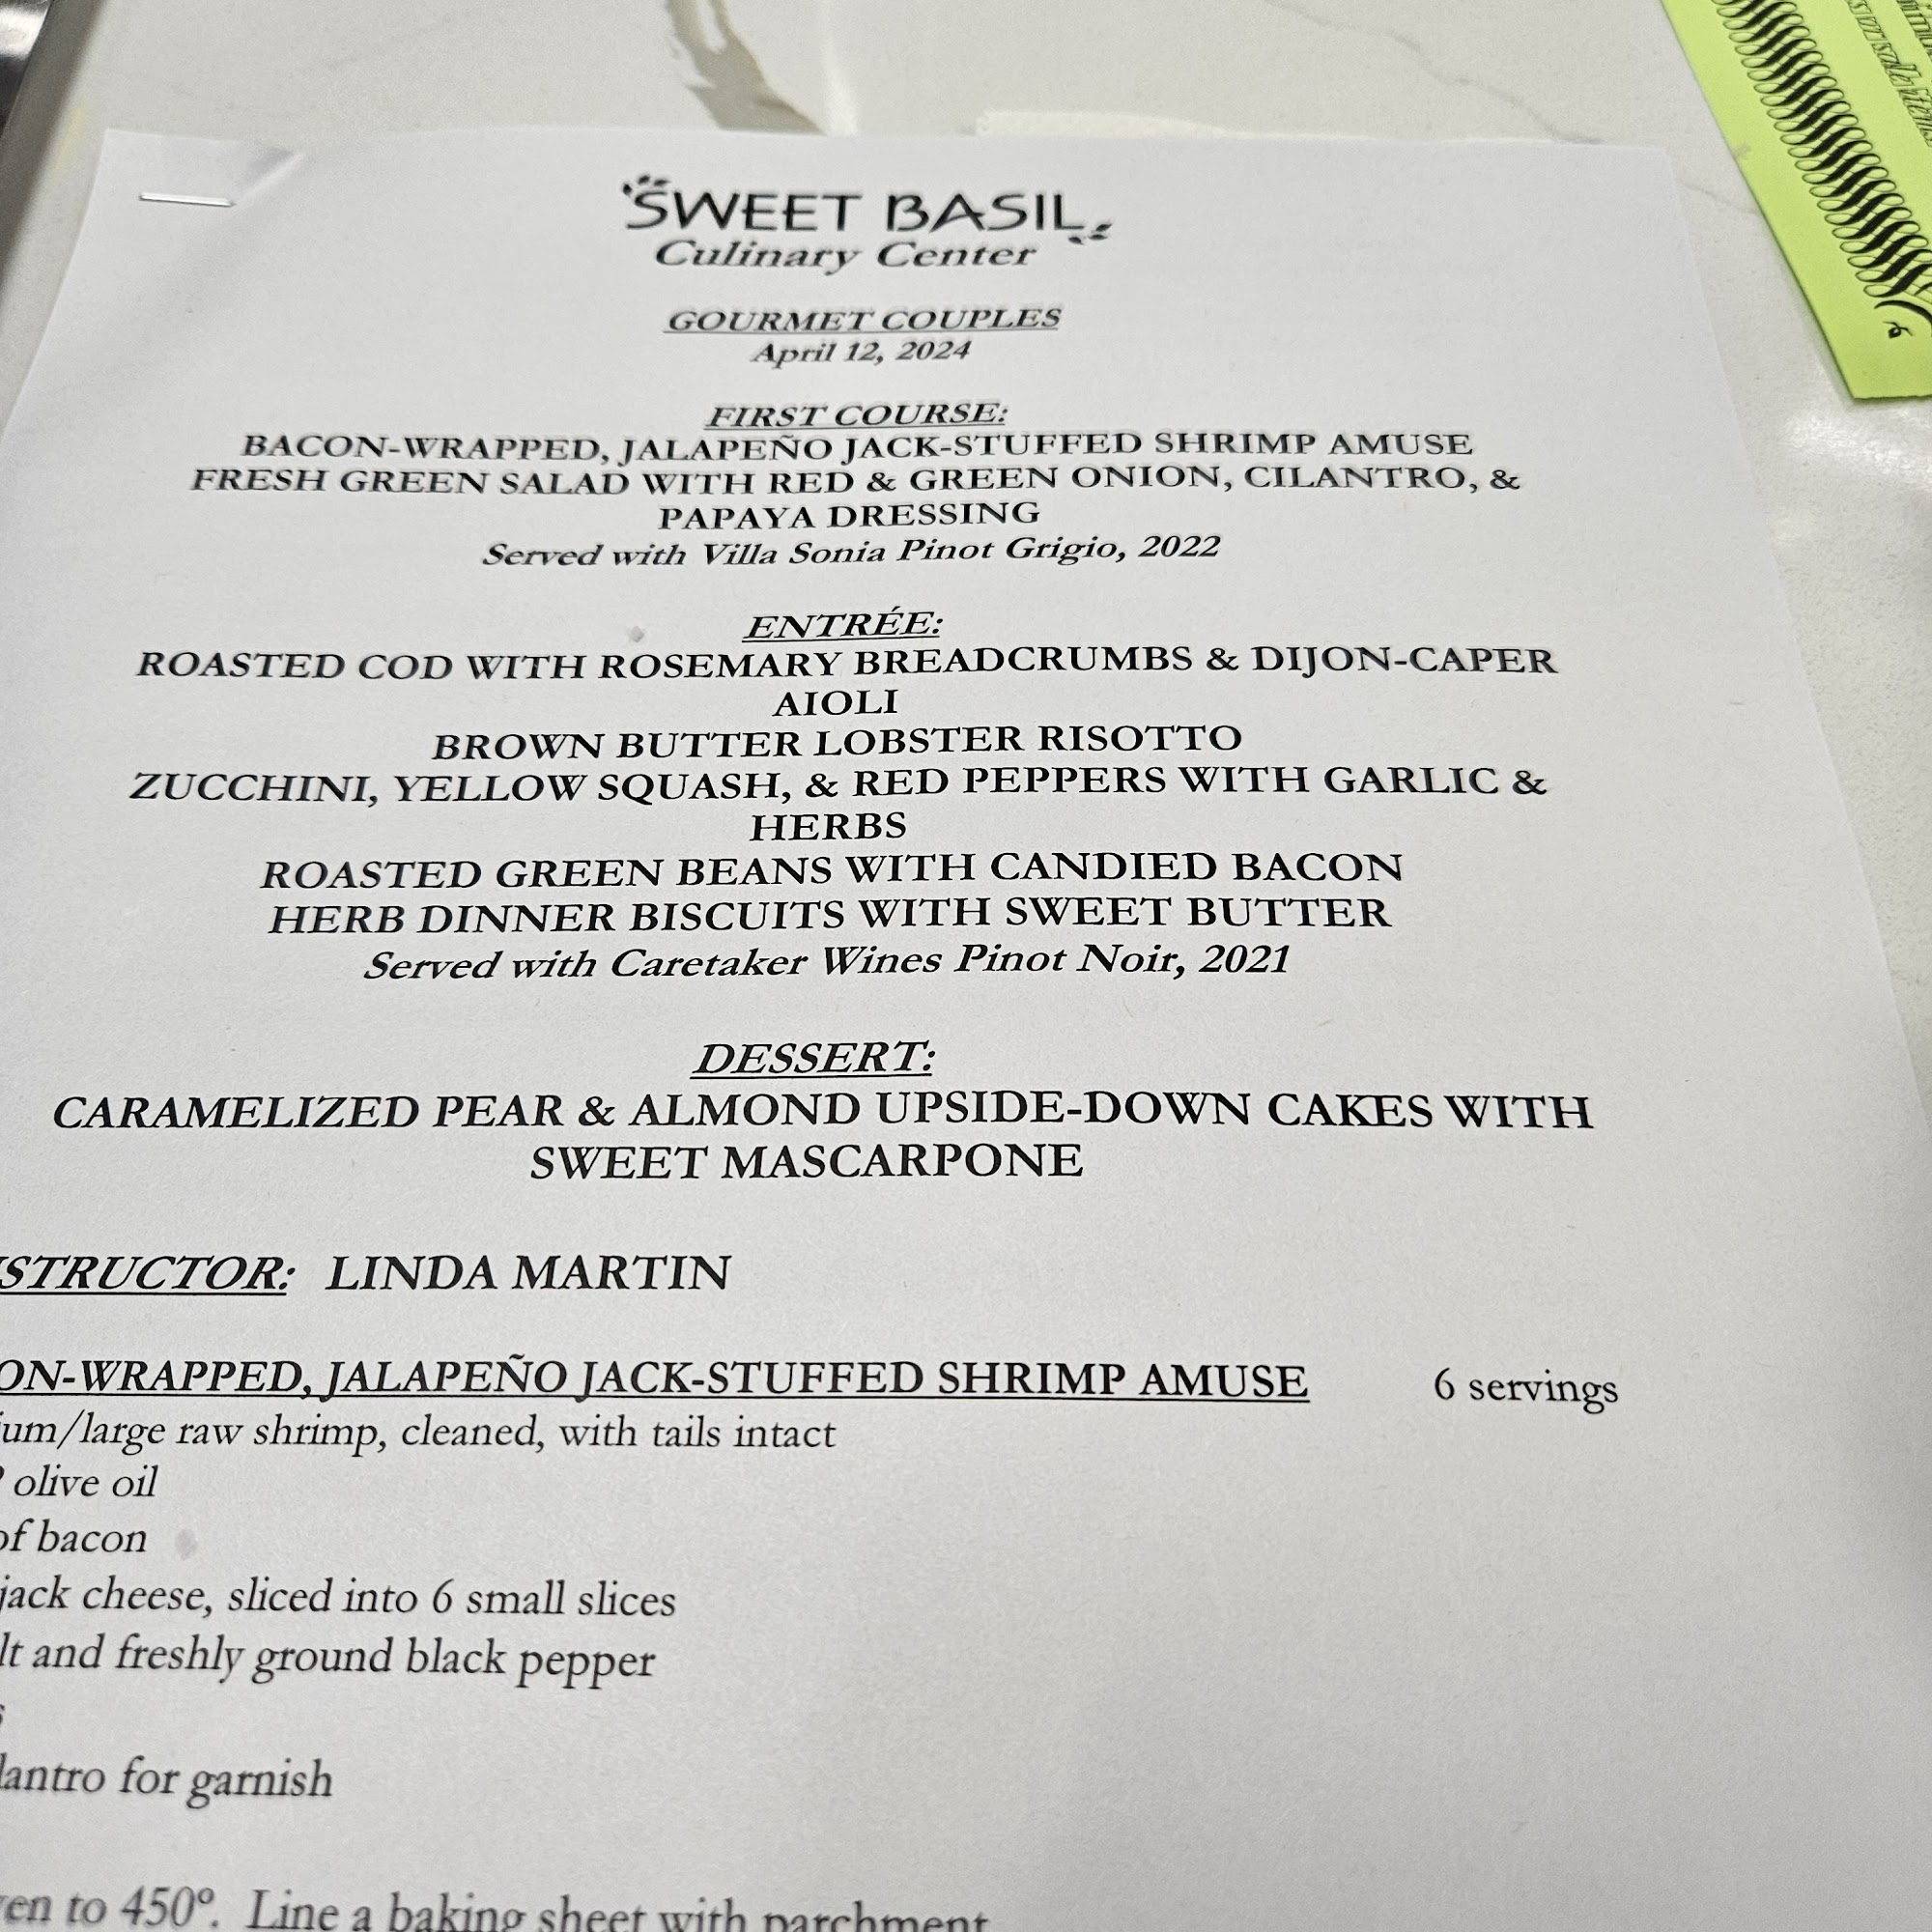 SWEET BASIL
Culinary Center
GOURMET COUPLES
April 12, 2024
FIRST COURSE:
BACON-WRAPPED, JALAPEÑO JACK-STUFFED SHRIMP AMUSE
FRESH GREEN SALAD WITH RED & GREEN ONION, CILANTRO, &
PAPAYA DRESSING
Served with Villa Sonia Pinot Grigio, 2022
ENTRÉE:
ROASTED COD WITH ROSEMARY BREADCRUMBS & DIJON-CAPER
AIOLI
BROWN BUTTER LOBSTER RISOTTO
ZUCCHINI, YELLOW SQUASH, & RED PEPPERS WITH GARLIC &
HERBS
ROASTED GREEN BEANS WITH CANDIED BACON
HERB DINNER BISCUITS WITH SWEET BUTTER
Served with Caretaker Wines Pinot Noir, 2021
DESSERT:
CARAMELIZED PEAR & ALMOND UPSIDE-DOWN CAKES WITH
SWEET MASCARPONE
STRUCTOR: LINDA MARTIN
ON-WRAPPED, JALAPEÑO JACK-STUFFED SHRIMP AMUSE 6 servings
um/large raw shrimp, cleaned, with tails intact
olive oil
of bacon
jack cheese, sliced into 6 small slices
lt and freshly ground black pepper
s
lantro for garnish
en to 450°. Line a baking sheet with parchment